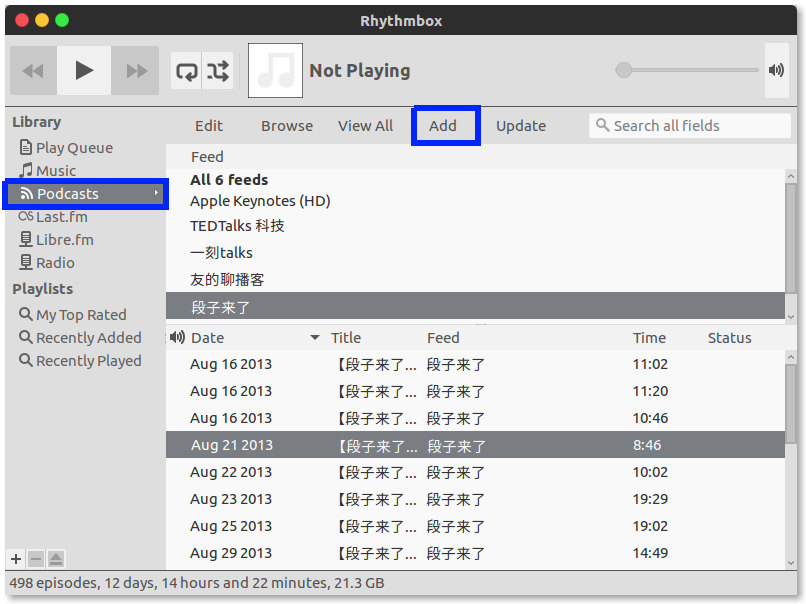 Rhythmbox
Not Playing
Library
Play Queue
Music
Podcasts
Last.fm
Libre.fm
Radio
Playlists
My Top Rated
Recently Added
Recently Played
Edit Browse View All Add Update Search all fields
Feed
All 6 feeds
Apple Keynotes (HD)
TEDTalks 科技
一刻talks
友的聊播客
段子来了
Date Title Feed Time Status
Aug 16 2013 【段子来了... 段子来了 11:02
Aug 16 2013 【段子来了... 段子来了 11:20
Aug 16 2013 【段子来了... 段子来了 10:46
Aug 21 2013 【段子来了... 段子来了 8:46
Aug 22 2013 【段子来了... 段子来了 10:02
Aug 23 2013 【段子来了... 段子来了 19:29
Aug 25 2013 【段子来了... 段子来了 19:02
Aug 29 2013 【段子来了... 段子来了 14:49
498 episodes, 12 days, 14 hours and 22 minutes, 21.3 GB